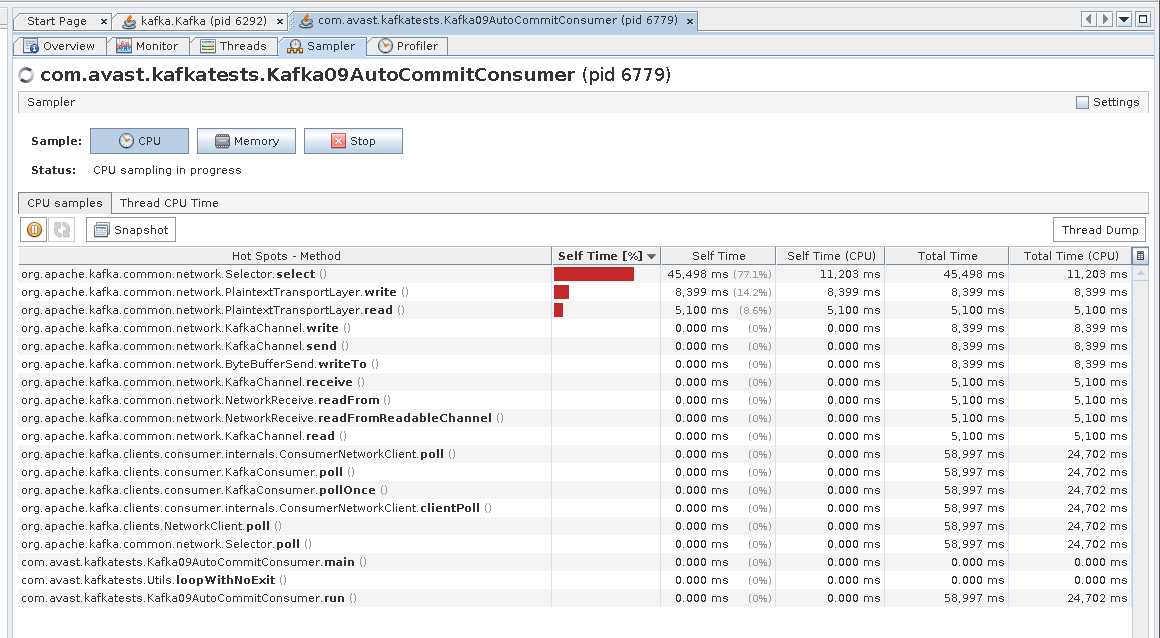 Start Page × kafka.Kafka (pid 6292) × com.avast.kafkatests.Kafka09AutoCommitConsumer (pid 6779) ×
Overview Monitor Threads Sampler Profiler
com.avast.kafkatests.Kafka09AutoCommitConsumer (pid 6779)
Sampler Settings
Sample: CPU Memory Stop
Status: CPU sampling in progress
CPU samples Thread CPU Time
Snapshot Thread Dump
Hot Spots - Method Self Time [%] Self Time Self Time (CPU) Total Time Total Time (CPU)
org.apache.kafka.common.network.Selector.select () 45,498 ms (77.1%) 11,203 ms 45,498 ms 11,203 ms
org.apache.kafka.common.network.PlaintextTransportLayer.write () 8,399 ms (14.2%) 8,399 ms 8,399 ms 8,399 ms
org.apache.kafka.common.network.PlaintextTransportLayer.read () 5,100 ms (8.6%) 5,100 ms 5,100 ms 5,100 ms
org.apache.kafka.common.network.KafkaChannel.write () 0.000 ms (0%) 0.000 ms 8,399 ms 8,399 ms
org.apache.kafka.common.network.KafkaChannel.send () 0.000 ms (0%) 0.000 ms 8,399 ms 8,399 ms
org.apache.kafka.common.network.ByteBufferSend.writeTo () 0.000 ms (0%) 0.000 ms 8,399 ms 8,399 ms
org.apache.kafka.common.network.KafkaChannel.receive () 0.000 ms (0%) 0.000 ms 5,100 ms 5,100 ms
org.apache.kafka.common.network.NetworkReceive.readFrom () 0.000 ms (0%) 0.000 ms 5,100 ms 5,100 ms
org.apache.kafka.common.network.NetworkReceive.readFromReadableChannel () 0.000 ms (0%) 0.000 ms 5,100 ms 5,100 ms
org.apache.kafka.common.network.KafkaChannel.read () 0.000 ms (0%) 0.000 ms 5,100 ms 5,100 ms
org.apache.kafka.clients.consumer.internals.ConsumerNetworkClient.poll () 0.000 ms (0%) 0.000 ms 58,997 ms 24,702 ms
org.apache.kafka.clients.consumer.KafkaConsumer.poll () 0.000 ms (0%) 0.000 ms 58,997 ms 24,702 ms
org.apache.kafka.clients.consumer.KafkaConsumer.pollOnce () 0.000 ms (0%) 0.000 ms 58,997 ms 24,702 ms
org.apache.kafka.clients.consumer.internals.ConsumerNetworkClient.clientPoll () 0.000 ms (0%) 0.000 ms 58,997 ms 24,702 ms
org.apache.kafka.clients.NetworkClient.poll () 0.000 ms (0%) 0.000 ms 58,997 ms 24,702 ms
org.apache.kafka.common.network.Selector.poll () 0.000 ms (0%) 0.000 ms 58,997 ms 24,702 ms
com.avast.kafkatests.Kafka09AutoCommitConsumer.main () 0.000 ms (0%) 0.000 ms 0.000 ms 0.000 ms
com.avast.kafkatests.Utils.loopWithNoExit () 0.000 ms (0%) 0.000 ms 0.000 ms 0.000 ms
com.avast.kafkatests.Kafka09AutoCommitConsumer.run () 0.000 ms (0%) 0.000 ms 58,997 ms 24,702 ms